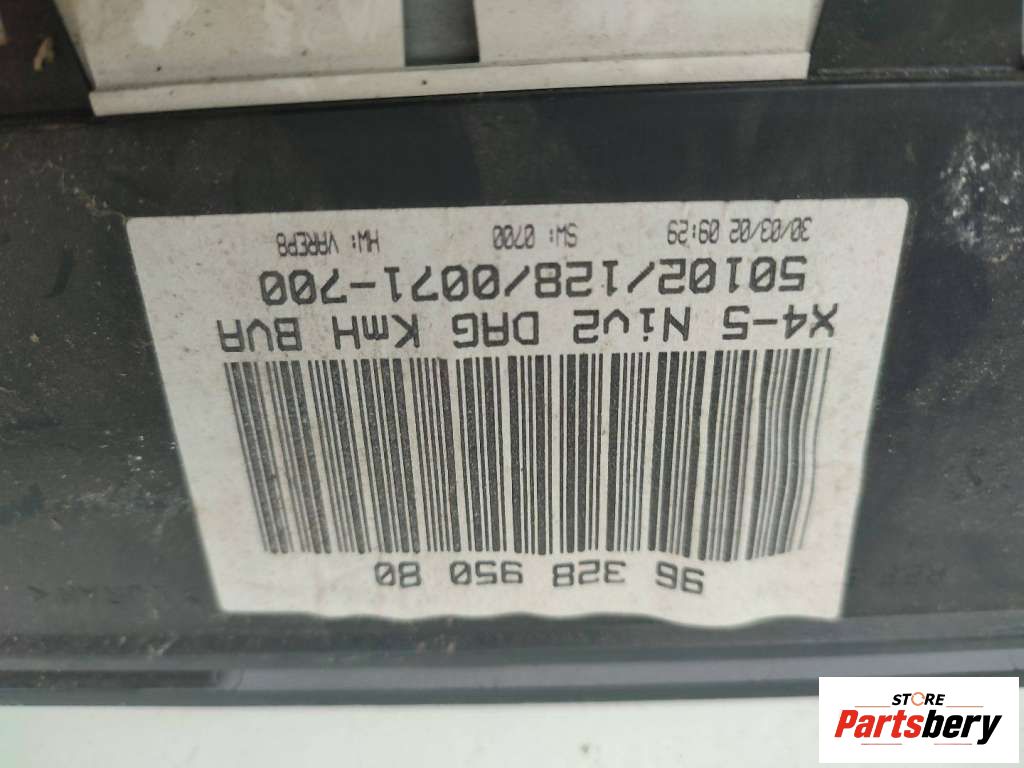 96 328 950 80
X4-5 Niv2 DAG KmH BVA
50102/128/0071-700
30/03/02 09:29 SW: 0700 HW: VAREP8
STORE
Partsbery